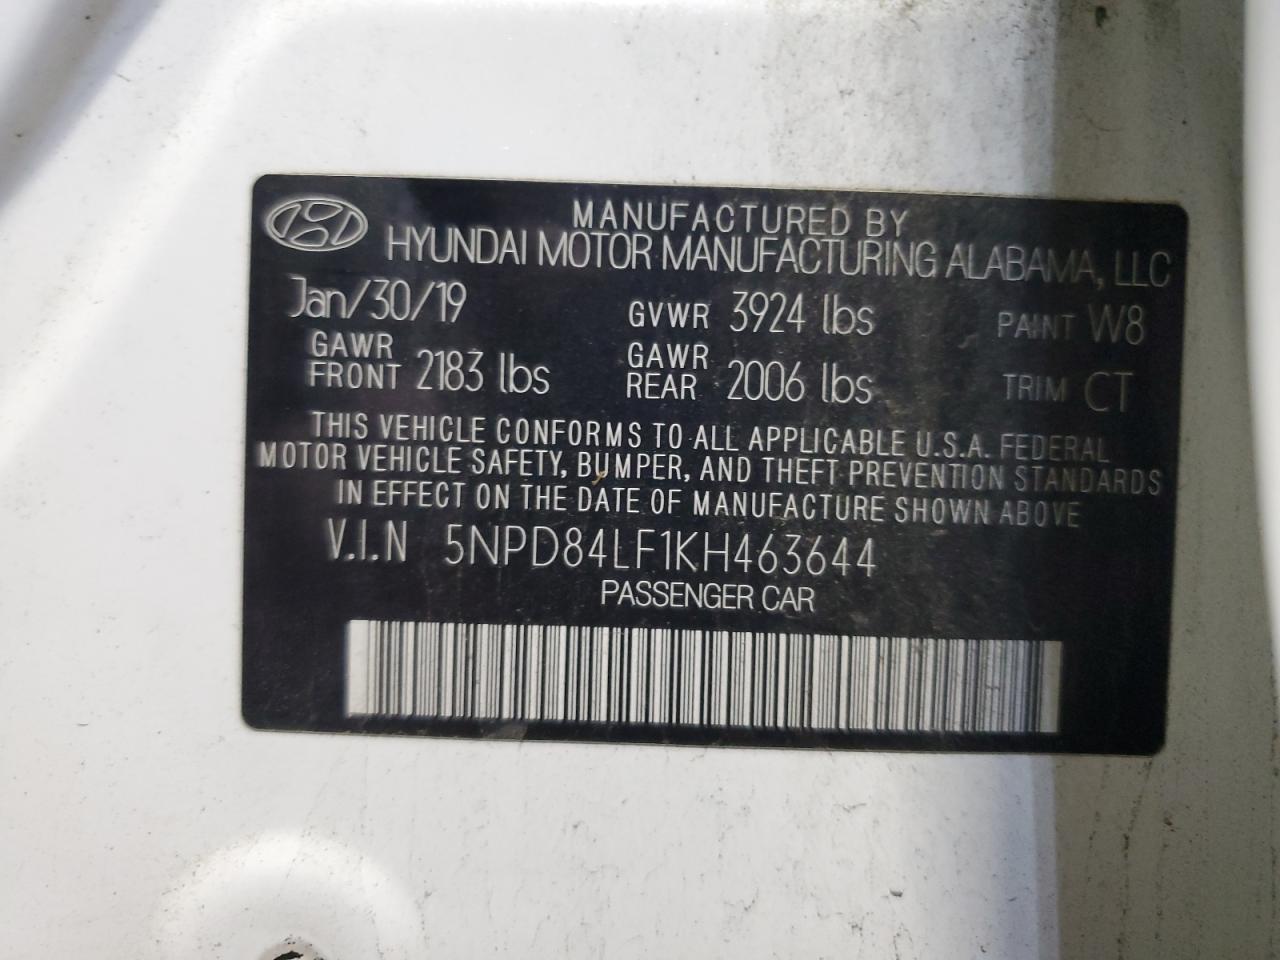 MANUFACTURED BY
HYUNDAI MOTOR MANUFACTURING ALABAMA, LLC
Jan/30/19 GVWR 3924 lbs PAINT W8
GAWR FRONT 2183 lbs GAWR REAR 2006 lbs TRIM CT
THIS VEHICLE CONFORMS TO ALL APPLICABLE U.S.A. FEDERAL
MOTOR VEHICLE SAFETY, BUMPER, AND THEFT PREVENTION STANDARDS
IN EFFECT ON THE DATE OF MANUFACTURE SHOWN ABOVE
V.I.N 5NPD84LF1KH463644
PASSENGER CAR